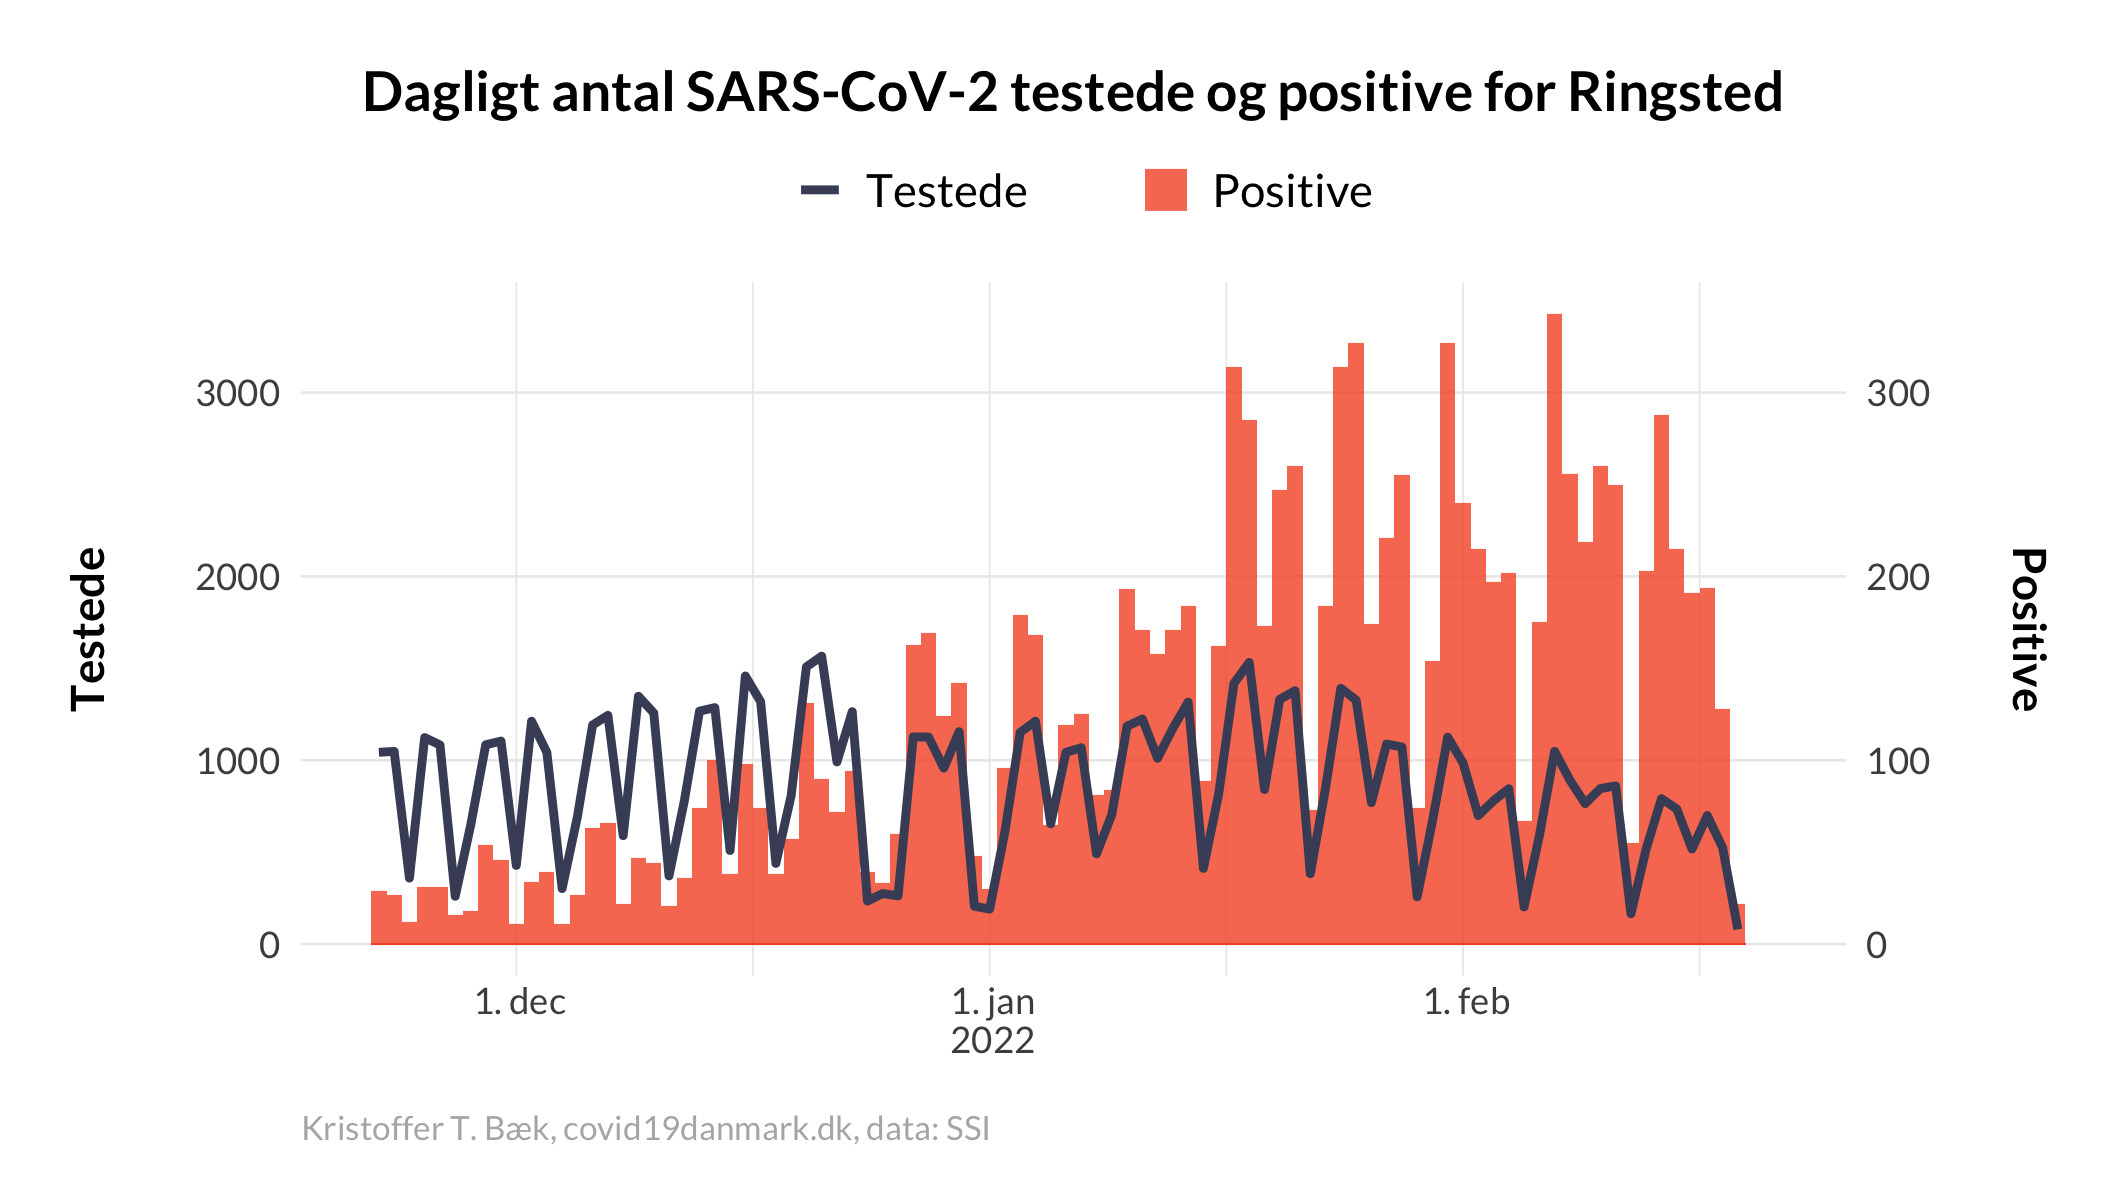 Dagligt antal SARS-CoV-2 testede og positive for Ringsted
Testede Positive
3000 300
2000 200
1000 100
0 0
Testede
Positive
1. dec 1. jan 1. feb
2022
Kristoffer T. Bæk, covid19danmark.dk, data: SSI